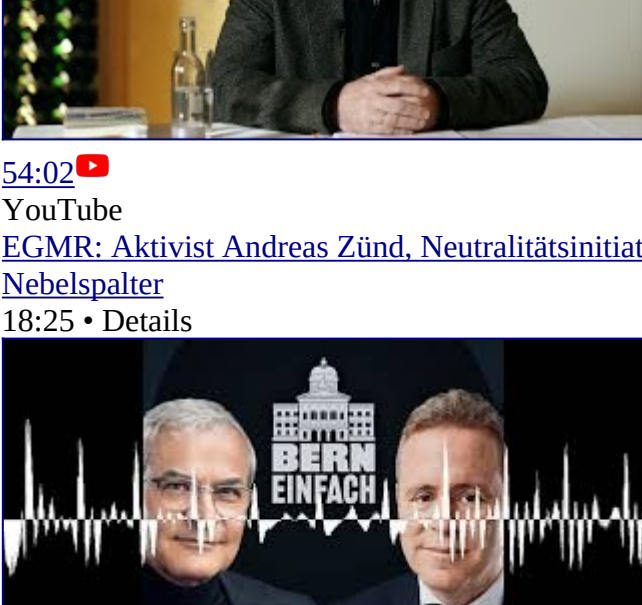 54:02
YouTube
EGMR: Aktivist Andreas Zünd, Neutralitätsinitiat
Nebelspalter
18:25 • Details
BERN
EINFACH